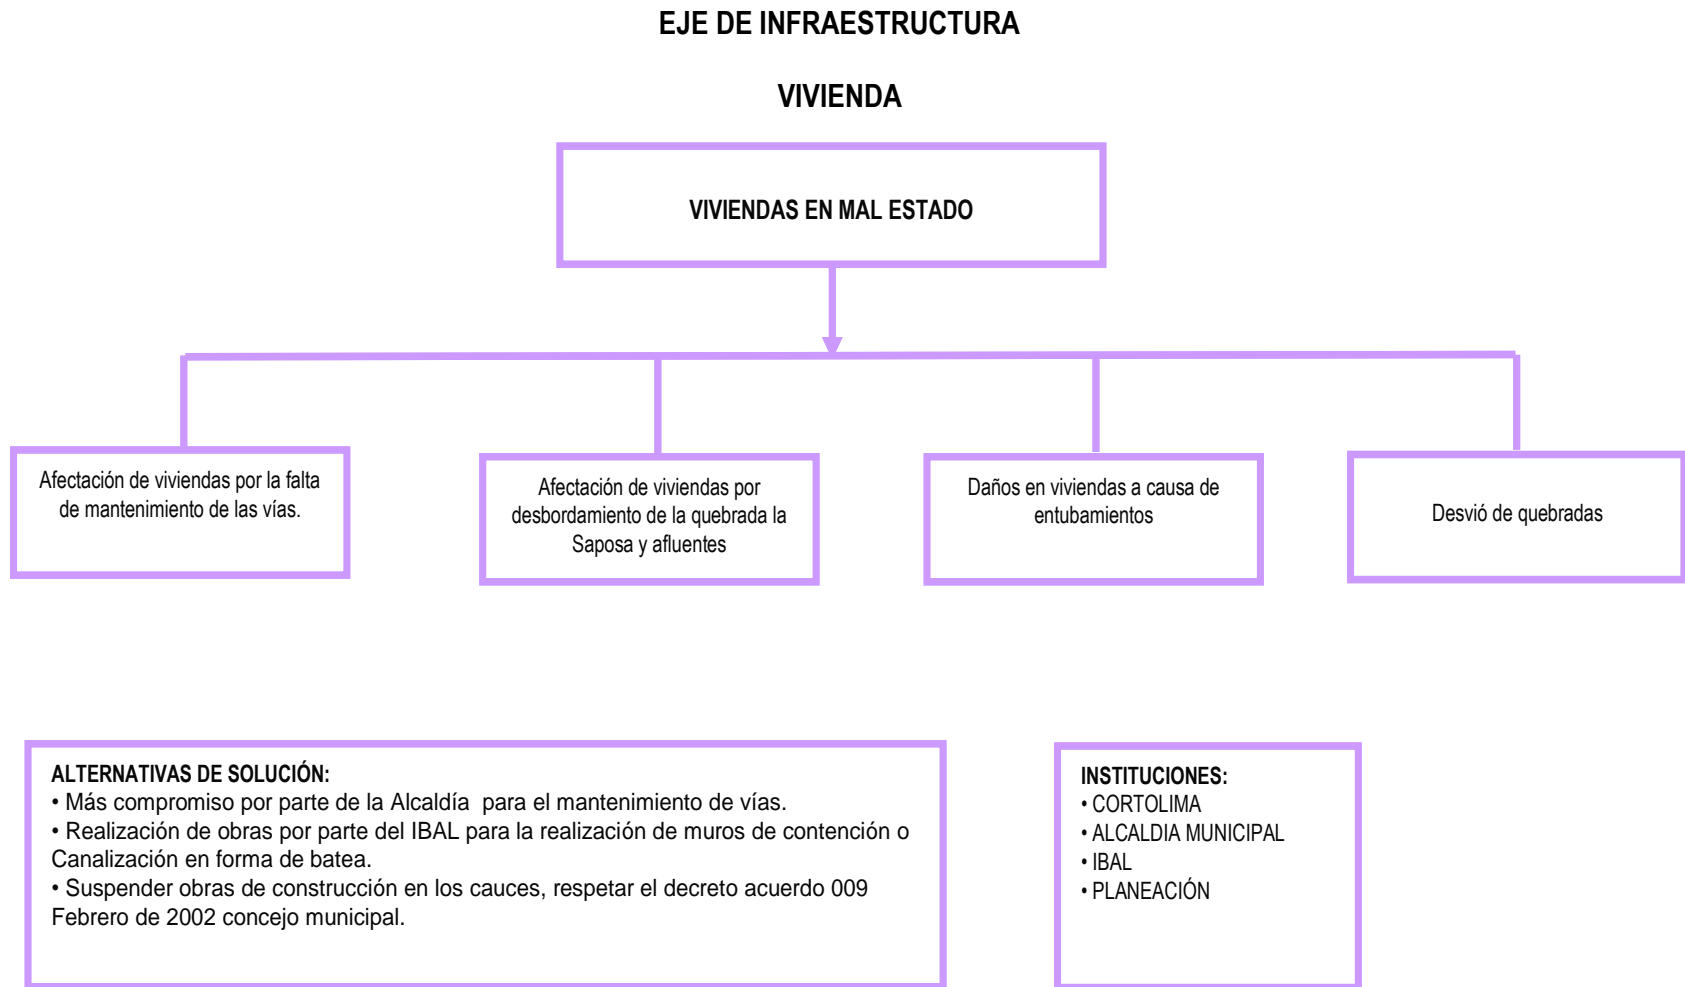 EJE DE INFRAESTRUCTURA
VIVIENDA
VIVIENDAS EN MAL ESTADO
Afectación de viviendas por la falta
de mantenimiento de las vías.
Afectación de viviendas por
desbordamiento de la quebrada la
Saposa y afluentes
Daños en viviendas a causa de
entubamientos
Desvió de quebradas
ALTERNATIVAS DE SOLUCIÓN:
• Más compromiso por parte de la Alcaldía  para el mantenimiento de vías.
• Realización de obras por parte del IBAL para la realización de muros de contención o
Canalización en forma de batea.
• Suspender obras de construcción en los cauces, respetar el decreto acuerdo 009
Febrero de 2002 concejo municipal.
INSTITUCIONES:
• CORTOLIMA
• ALCALDIA MUNICIPAL
• IBAL
• PLANEACIÓN